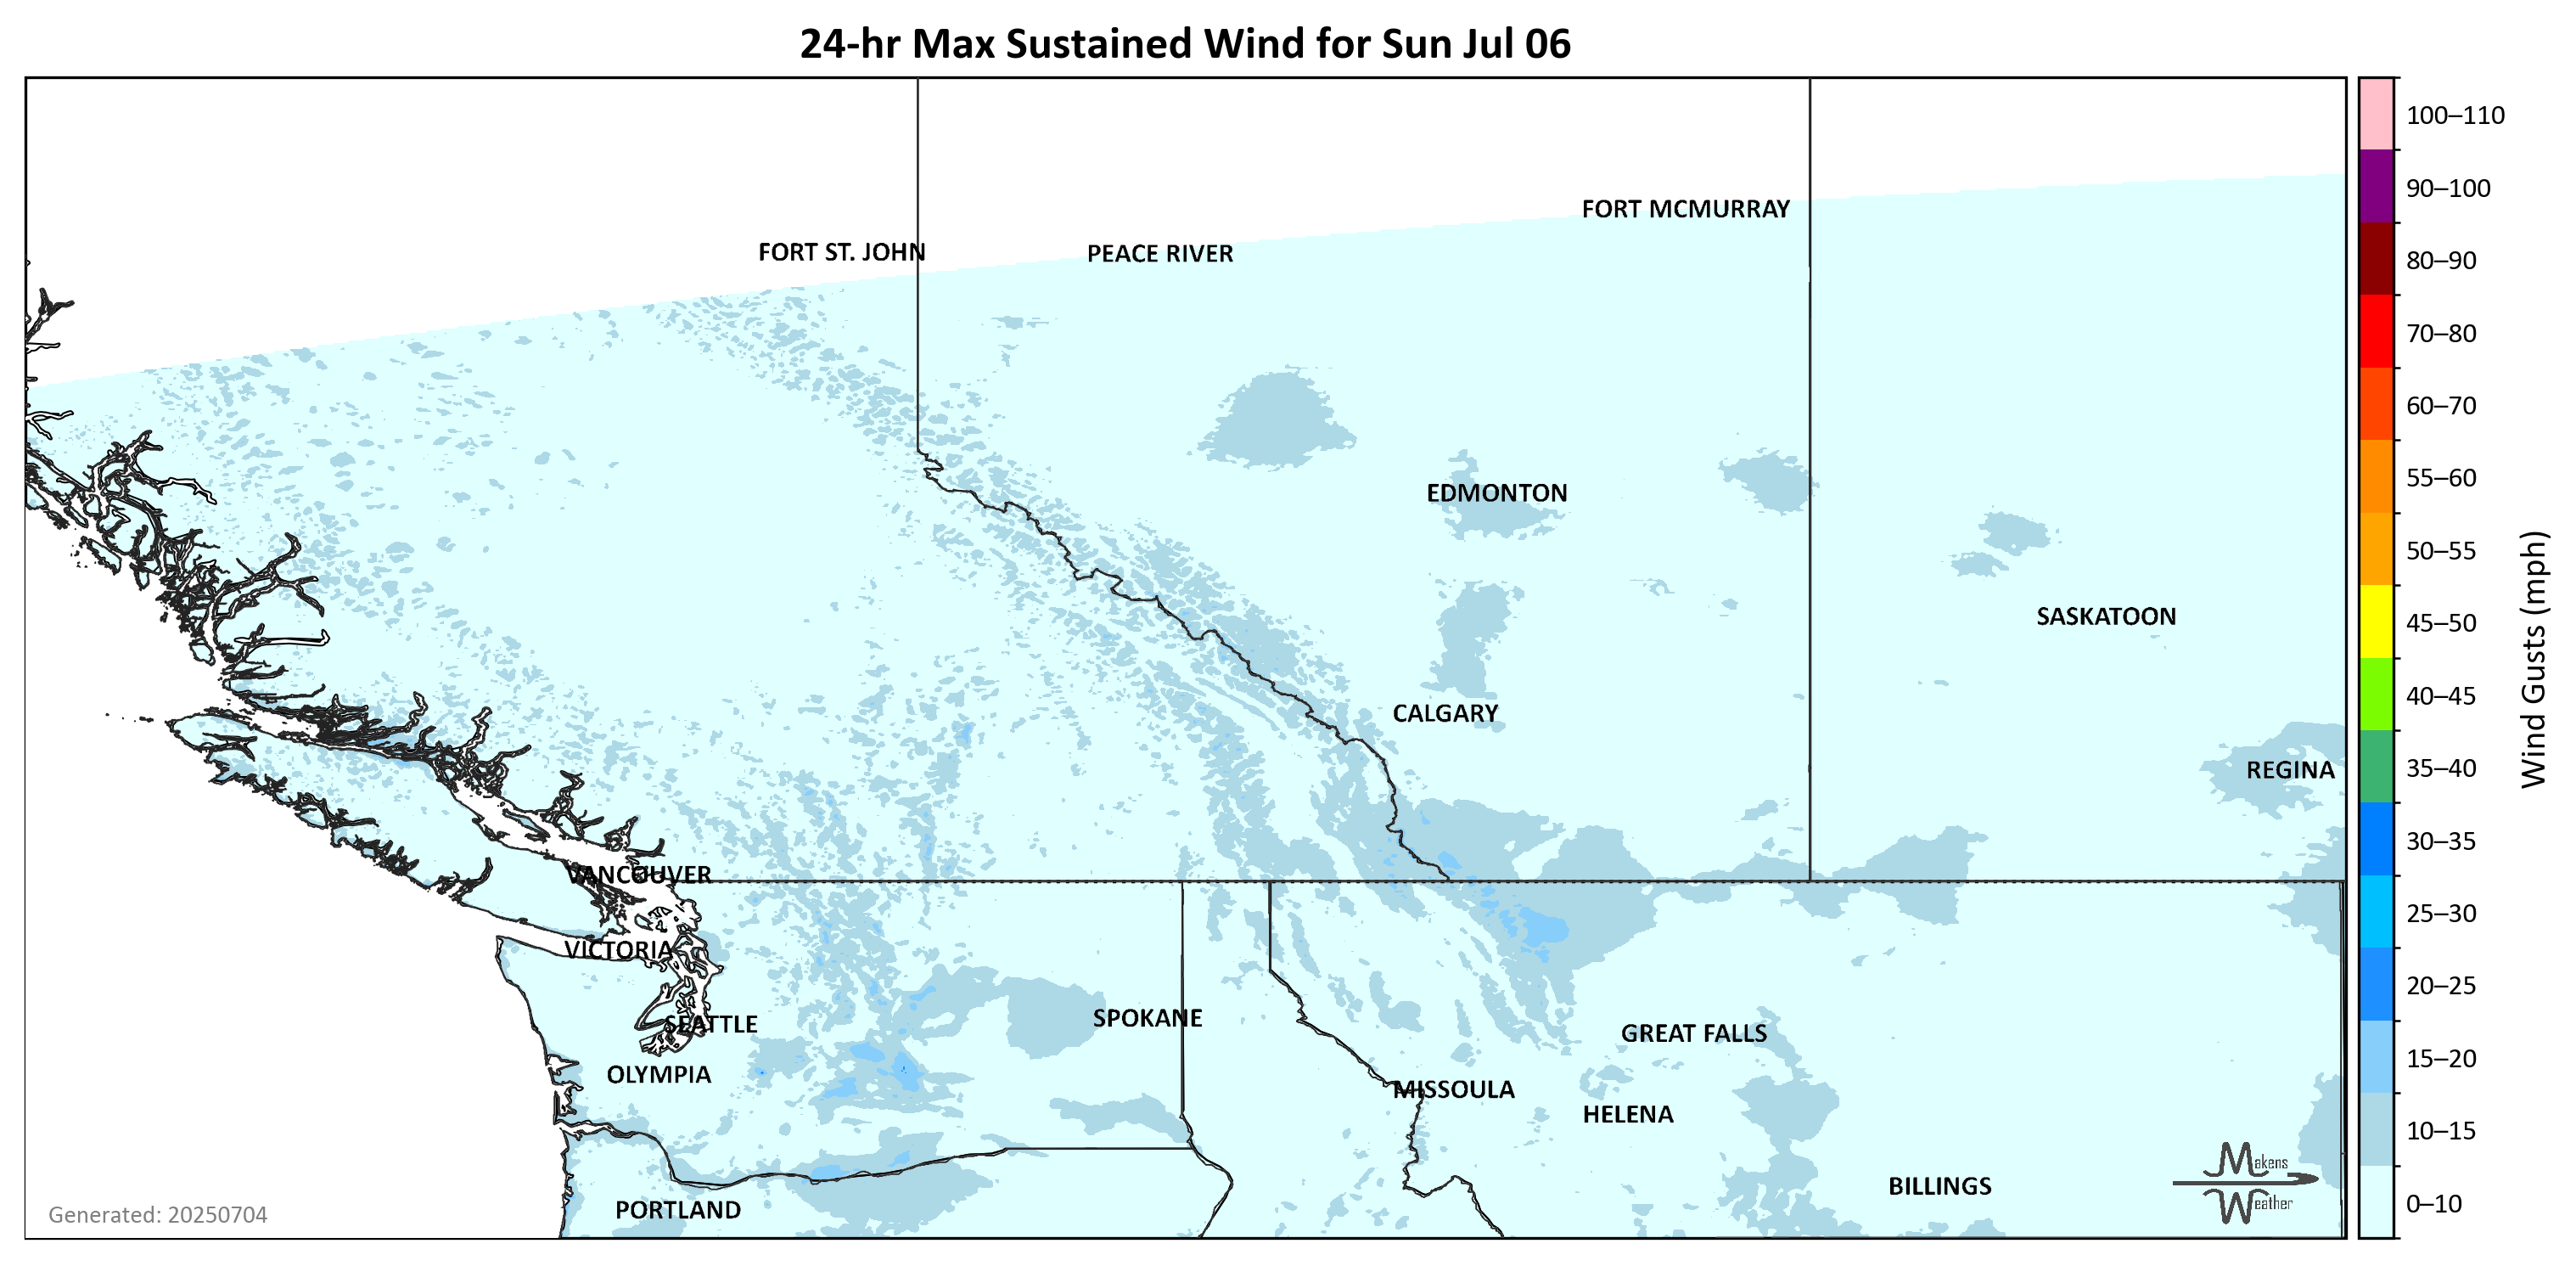 24-hr Max Sustained Wind for Sun Jul 06
100–110
90–100
80–90
70–80
60–70
55–60
50–55
45–50
40–45
35–40
30–35
25–30
20–25
15–20
10–15
0–10
Wind Gusts (mph)
FORT MCMURRAY
FORT ST. JOHN
PEACE RIVER
EDMONTON
SASKATOON
CALGARY
REGINA
VANCOUVER
VICTORIA
SEATTLE
SPOKANE
GREAT FALLS
OLYMPIA
MISSOULA
HELENA
BILLINGS
PORTLAND
Makens
Weather
Generated: 20250704